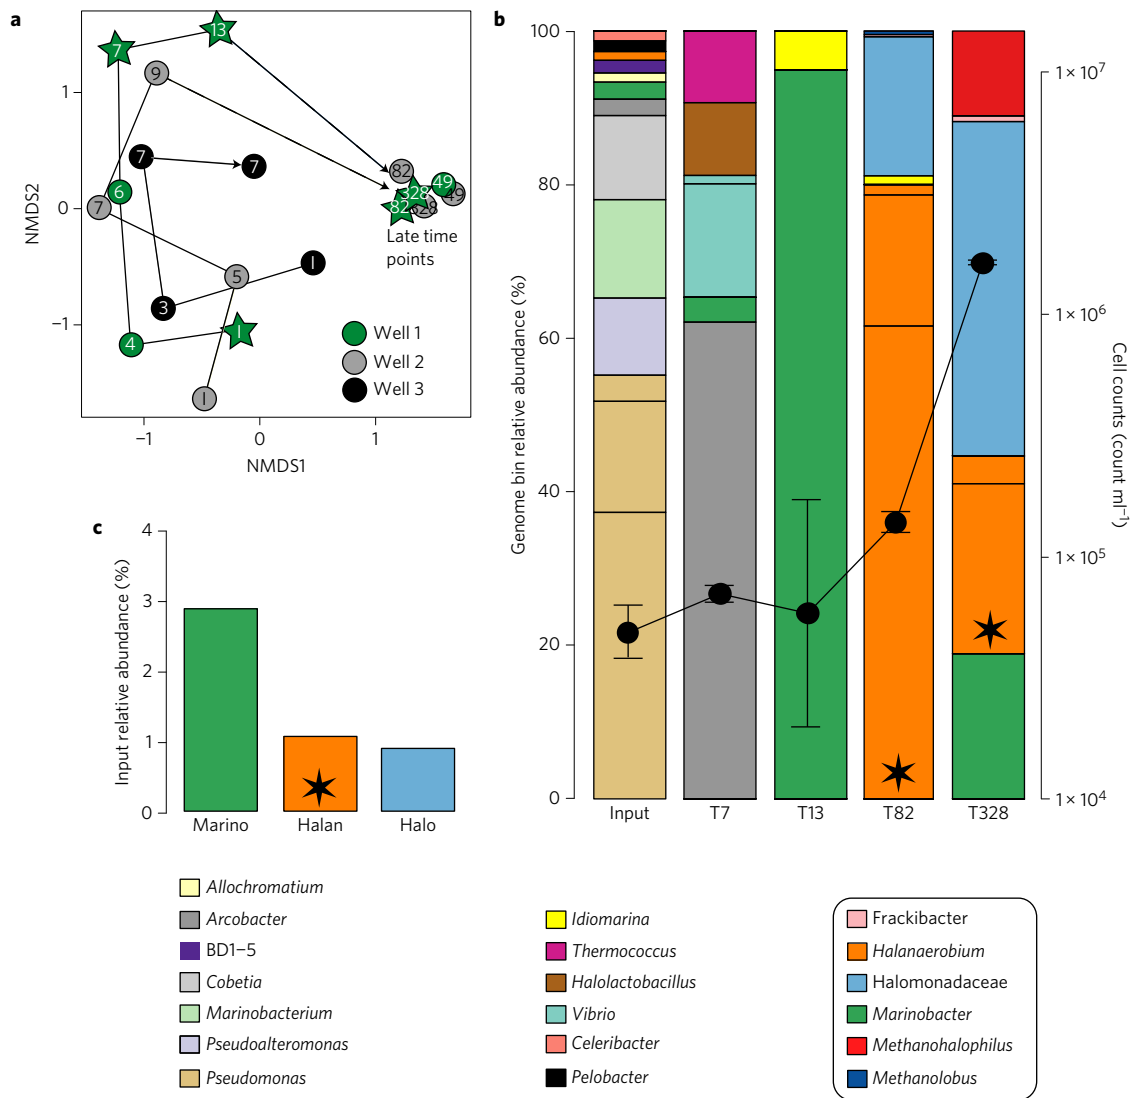 a
NMDS2
1
0
−1
−1
0
1
NMDS1
7
13
9
7
7
6
7
5
I
3
4
I
I
82
49
328
49
82
328
Late time
points
Well 1
Well 2
Well 3
b
Genome bin relative abundance (%)
100
80
60
40
20
0
Input
T7
T13
T82
T328
1 × 10⁷
1 × 10⁶
1 × 10⁵
1 × 10⁴
Cell counts (count ml⁻¹)
c
Input relative abundance (%)
4
3
2
1
0
Marino
Halan
Halo
Allochromatium
Arcobacter
BD1−5
Cobetia
Marinobacterium
Pseudoalteromonas
Pseudomonas
Idiomarina
Thermococcus
Halolactobacillus
Vibrio
Celeribacter
Pelobacter
Frackibacter
Halanaerobium
Halomonadaceae
Marinobacter
Methanohalophilus
Methanolobus